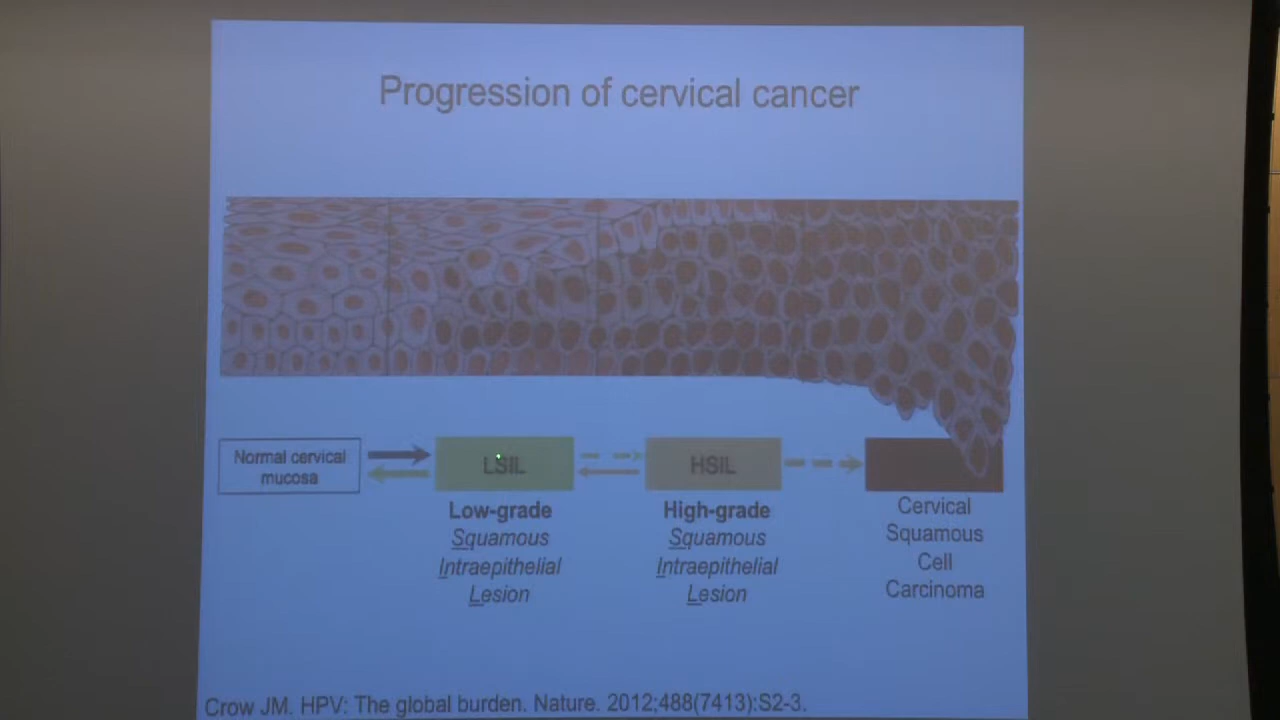 Progression of cervical cancer
Normal cervical
mucosa
LSIL
HSIL
Low-grade
Squamous
Intraepithelial
Lesion
High-grade
Squamous
Intraepithelial
Lesion
Cervical
Squamous
Cell
Carcinoma
Crow JM. HPV: The global burden. Nature. 2012;488(7413):S2-3.